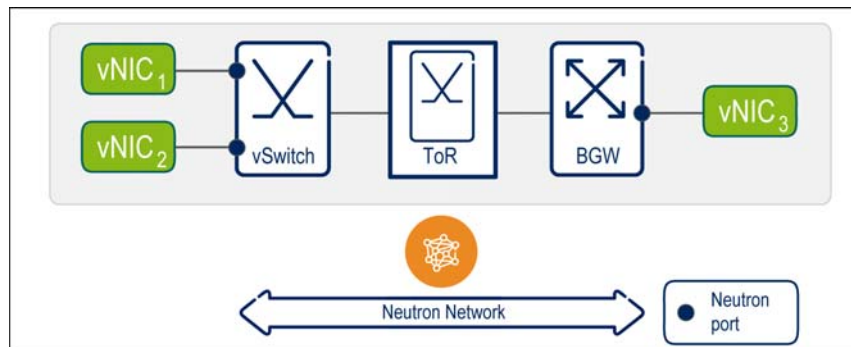 vNIC1
vNIC2
vSwitch
ToR
BGW
vNIC3
Neutron Network
Neutron
port